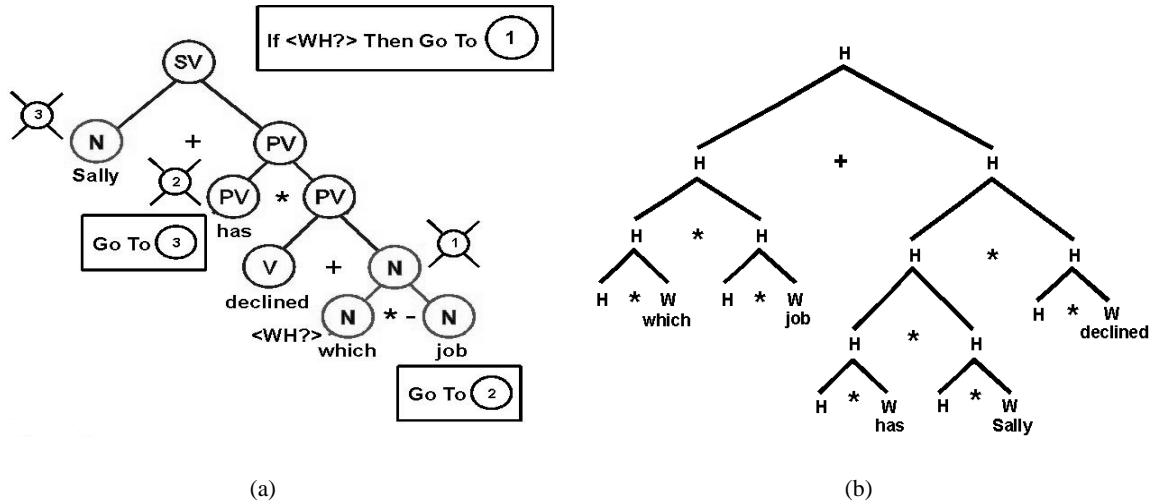 If <WH?> Then Go To 1
SV
3
N + PV
Sally
2
PV * PV
has
Go To 3
1
V + N
declined
<WH?> N * - N
which job
Go To 2
(a)
H
H + H
H * H H * H
H * W H * W H * H H * W
which job declined
H * W H * W
has Sally
(b)